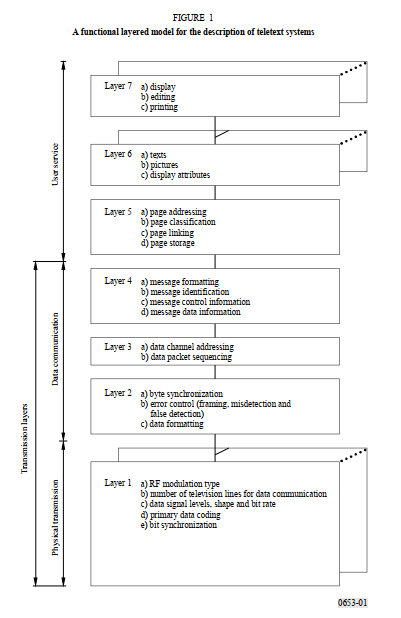 FIGURE 1
A functional layered model for the description of teletext systems
Layer 7 a) display
b) editing
c) printing
Layer 6 a) texts
b) pictures
c) display attributes
User service
Layer 5 a) page addressing
b) page classification
c) page linking
d) page storage
Layer 4 a) message formatting
b) message identification
c) message control information
d) message data information
Layer 3 a) data channel addressing
b) data packet sequencing
Data communication
Layer 2 a) byte synchronization
b) error control (framing, misdetection and
false detection)
c) data formatting
Transmission layers
Layer 1 a) RF modulation type
b) number of television lines for data communication
c) data signal levels, shape and bit rate
d) primary data coding
e) bit synchronization
Physical transmission
0653-01